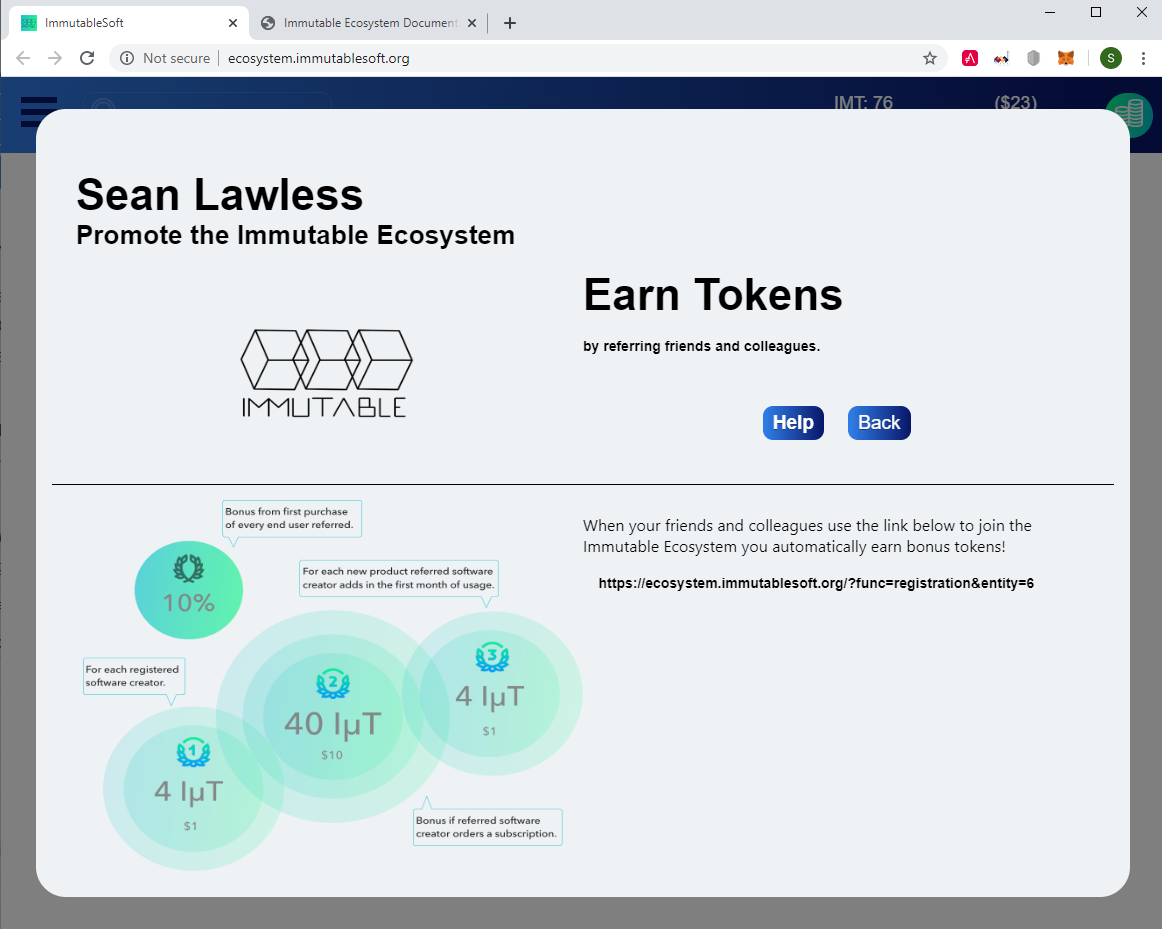 ImmutableSoft
Immutable Ecosystem Document
Not secure
ecosystem.immutablesoft.org
S
IMT: 76
($23)
Sean Lawless
Promote the Immutable Ecosystem
Earn Tokens
by referring friends and colleagues.
IMMUTABLE
Help
Back
Bonus from first purchase
of every end user referred.
10%
For each new product referred software
creator adds in the first month of usage.
When your friends and colleagues use the link below to join the
Immutable Ecosystem you automatically earn bonus tokens!
https://ecosystem.immutablesoft.org/?func=registration&entity=6
For each registered
software creator.
3
4 IμT
$1
2
40 IμT
$10
1
4 IμT
$1
Bonus if referred software
creator orders a subscription.